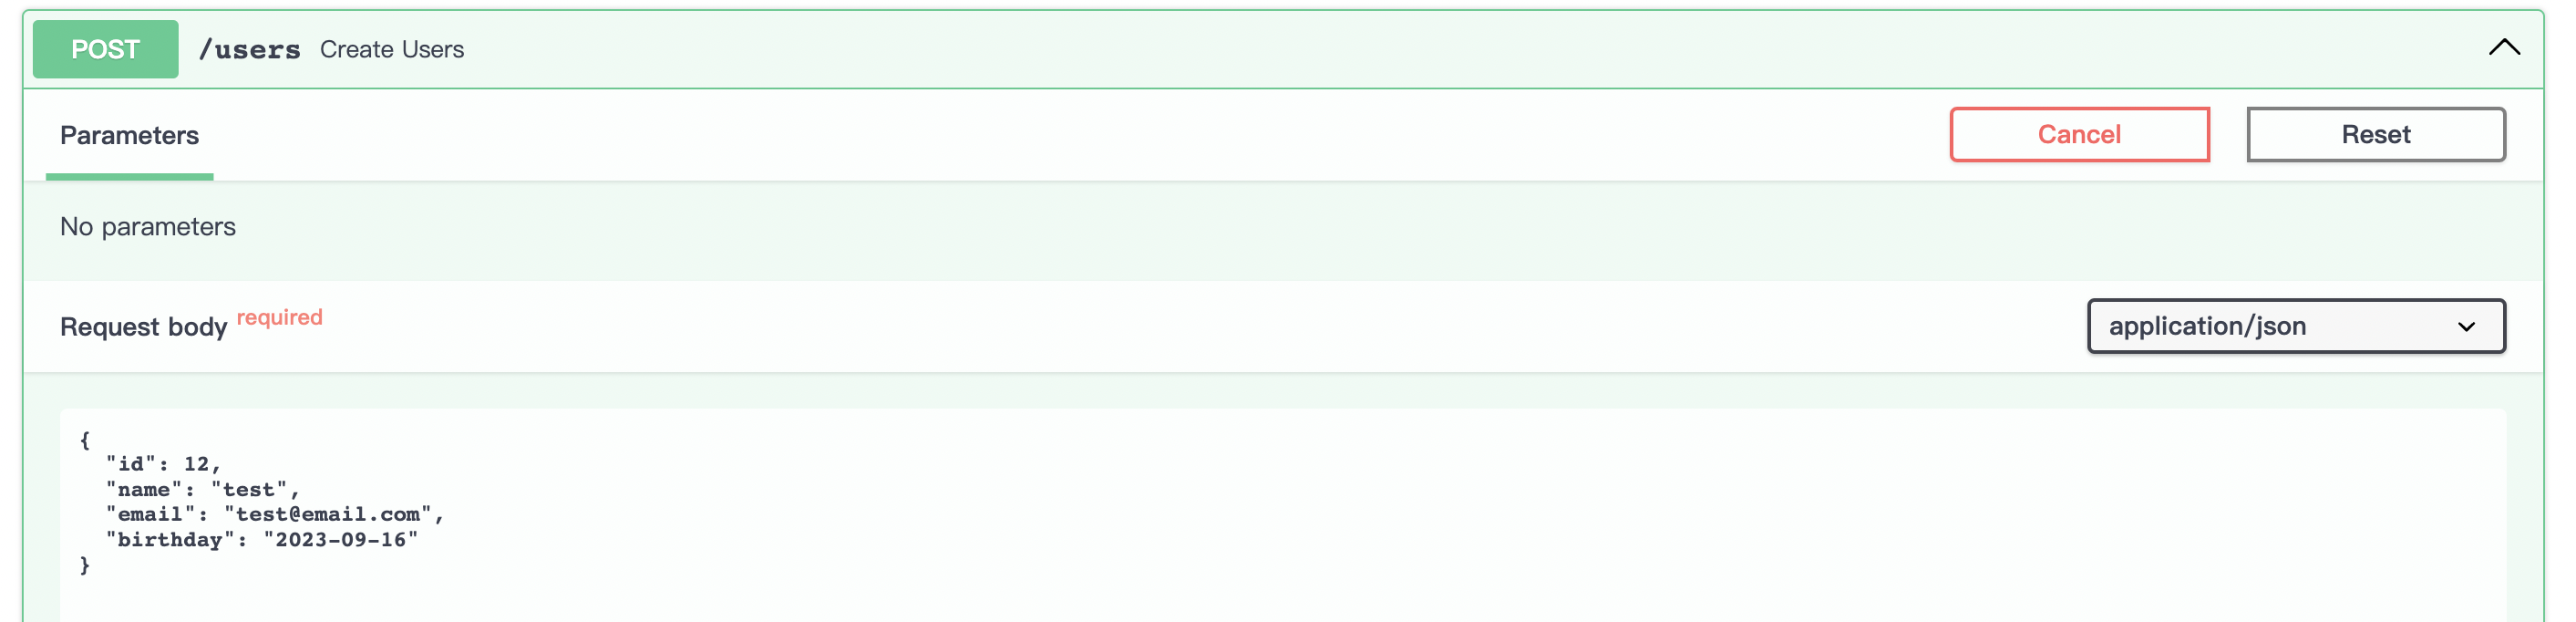 POST /users Create Users
Parameters
Cancel
Reset
No parameters
Request body required
application/json
{
  "id": 12,
  "name": "test",
  "email": "test@email.com",
  "birthday": "2023-09-16"
}